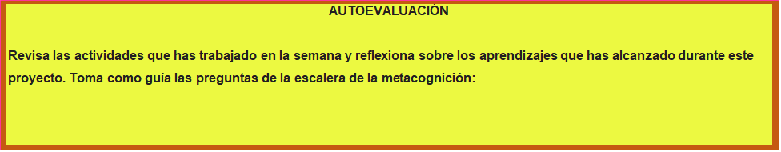 AUTOEVALUACIÓN
Revisa las actividades que has trabajado en la semana y reflexiona sobre los aprendizajes que has alcanzado durante este
proyecto. Toma como guía las preguntas de la escalera de la metacognición: